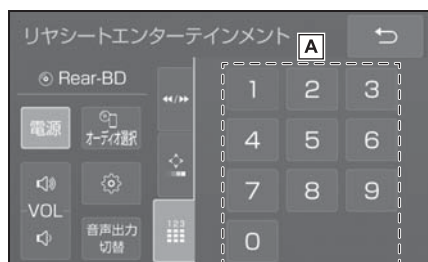 リヤシートエンターテインメント
A
Rear-BD
電源
オーディオ選択
VOL
音声出力
切替
123
1 2 3
4 5 6
7 8 9
0